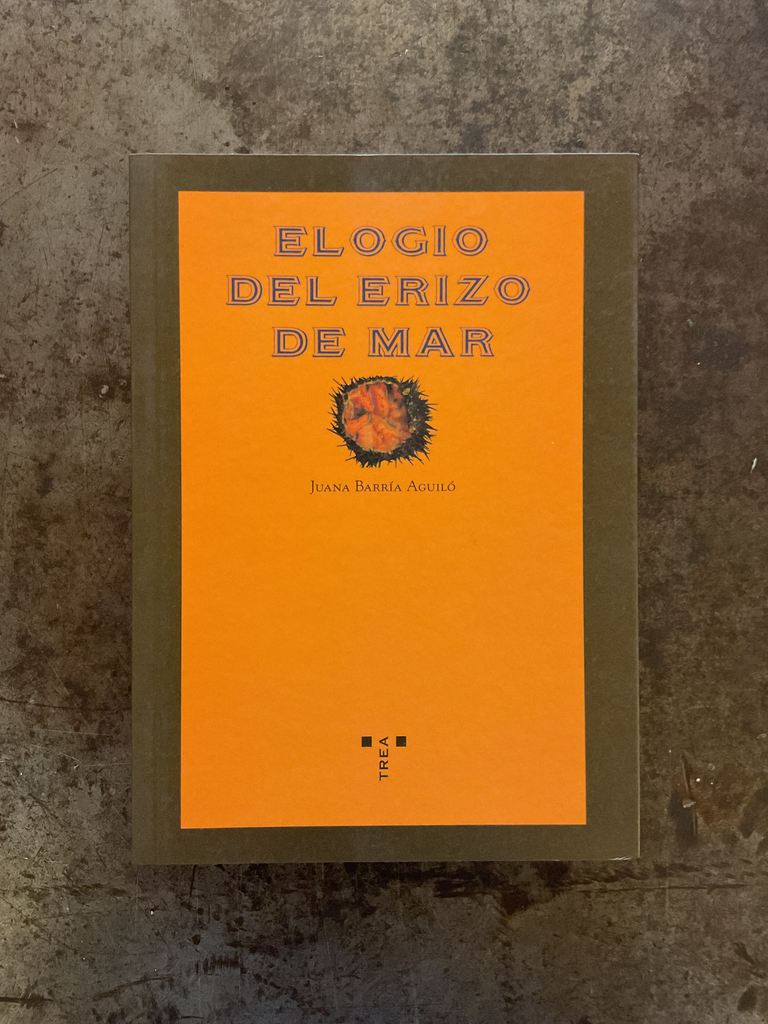 ELOGIO
DEL ERIZO
DE MAR
Juana Barría Aguiló
TREA